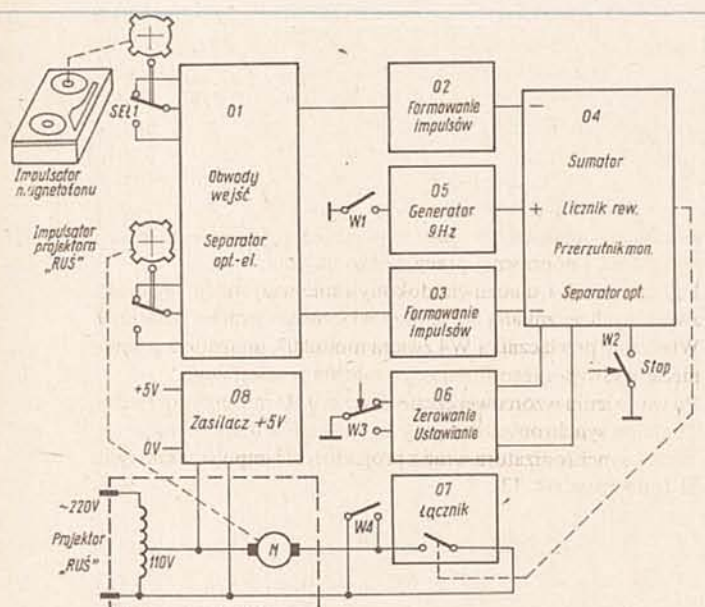 SEŁ1
Impulsator
magnetofonu
Impulsator
projektora
„RUŚ”
01
Obwody
wejść
Separator
opt.-el.
02
Formowanie
impulsów
W1
05
Generator
9Hz
03
Formowanie
impulsów
−
+
−
04
Sumator
Licznik rew.
Przerzutnik mon.
Separator opt.
W2
Stop
+5V
0V
08
Zasilacz +5V
W3
06
Zerowanie
Ustawianie
~220V
Projektor
„RUŚ”
110V
M
W4
07
Łącznik